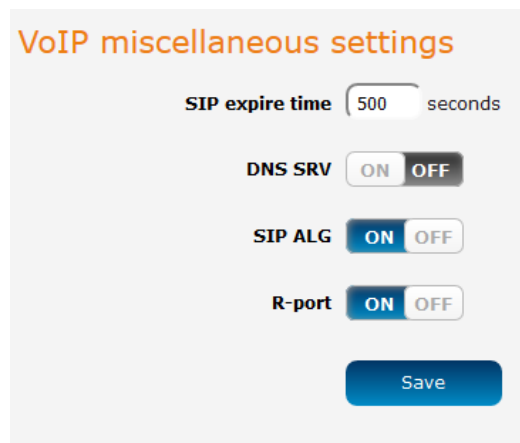 VoIP miscellaneous settings
SIP expire time 500 seconds
DNS SRV ON OFF
SIP ALG ON OFF
R-port ON OFF
Save